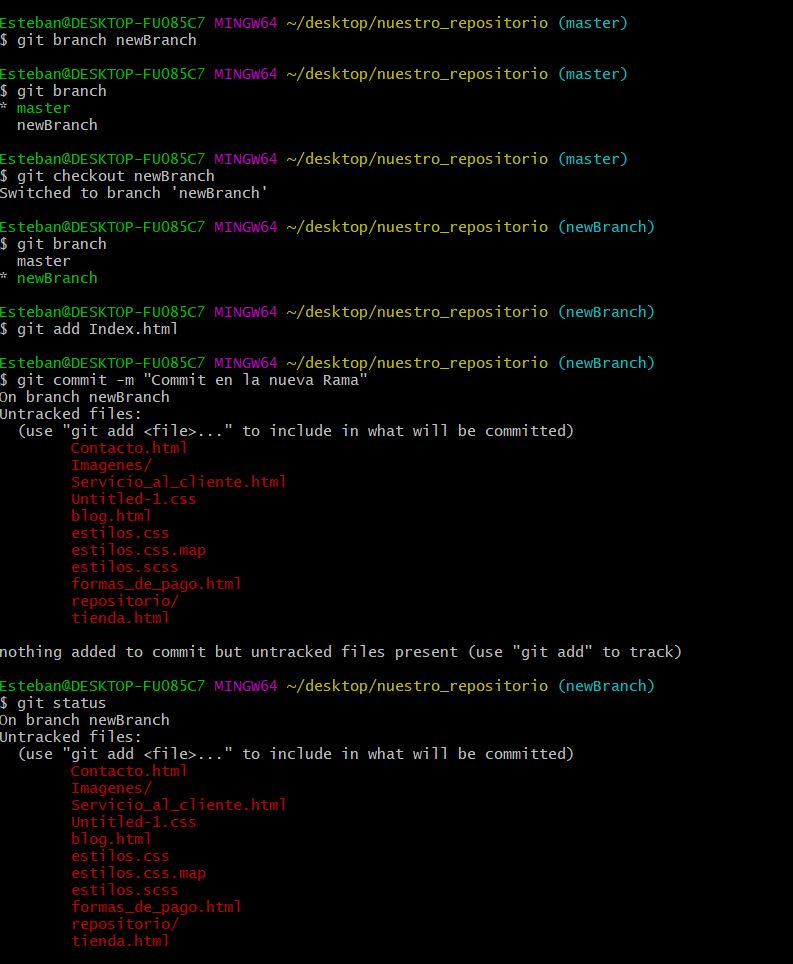 Esteban@DESKTOP-FU085C7 MINGW64 ~/desktop/nuestro_repositorio (master)
$ git branch newBranch
Esteban@DESKTOP-FU085C7 MINGW64 ~/desktop/nuestro_repositorio (master)
$ git branch
* master
  newBranch
Esteban@DESKTOP-FU085C7 MINGW64 ~/desktop/nuestro_repositorio (master)
$ git checkout newBranch
Switched to branch 'newBranch'
Esteban@DESKTOP-FU085C7 MINGW64 ~/desktop/nuestro_repositorio (newBranch)
$ git branch
  master
* newBranch
Esteban@DESKTOP-FU085C7 MINGW64 ~/desktop/nuestro_repositorio (newBranch)
$ git add Index.html
Esteban@DESKTOP-FU085C7 MINGW64 ~/desktop/nuestro_repositorio (newBranch)
$ git commit -m "Commit en la nueva Rama"
On branch newBranch
Untracked files:
  (use "git add <file>..." to include in what will be committed)
        Contacto.html
        Imagenes/
        Servicio_al_cliente.html
        Untitled-1.css
        blog.html
        estilos.css
        estilos.css.map
        estilos.scss
        formas_de_pago.html
        repositorio/
        tienda.html
nothing added to commit but untracked files present (use "git add" to track)
Esteban@DESKTOP-FU085C7 MINGW64 ~/desktop/nuestro_repositorio (newBranch)
$ git status
On branch newBranch
Untracked files:
  (use "git add <file>..." to include in what will be committed)
        Contacto.html
        Imagenes/
        Servicio_al_cliente.html
        Untitled-1.css
        blog.html
        estilos.css
        estilos.css.map
        estilos.scss
        formas_de_pago.html
        repositorio/
        tienda.html